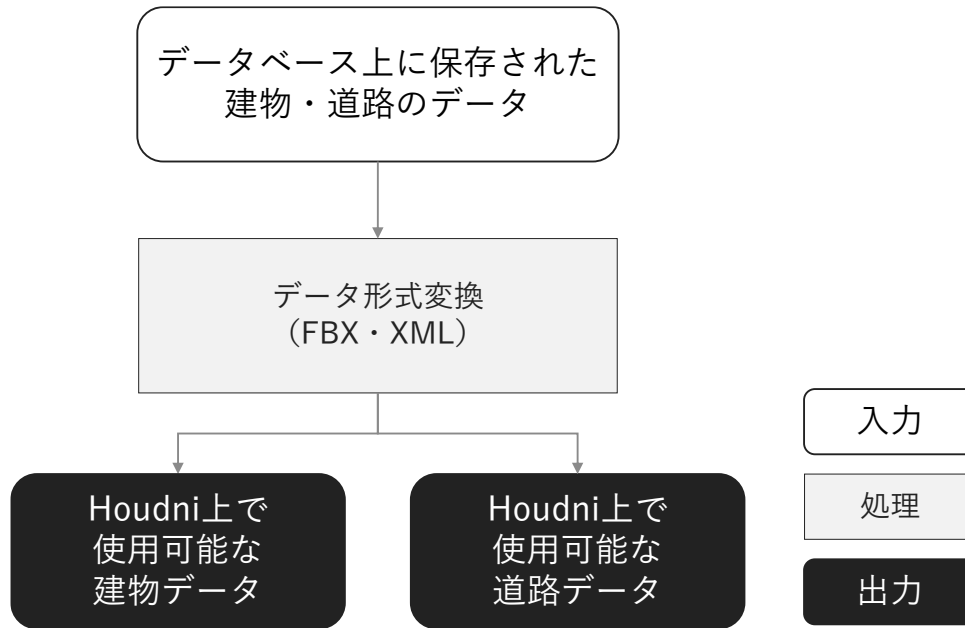 データベース上に保存された
建物・道路のデータ
データ形式変換
（FBX・XML）
Houdni上で
使用可能な
建物データ
Houdni上で
使用可能な
道路データ
入力
処理
出力